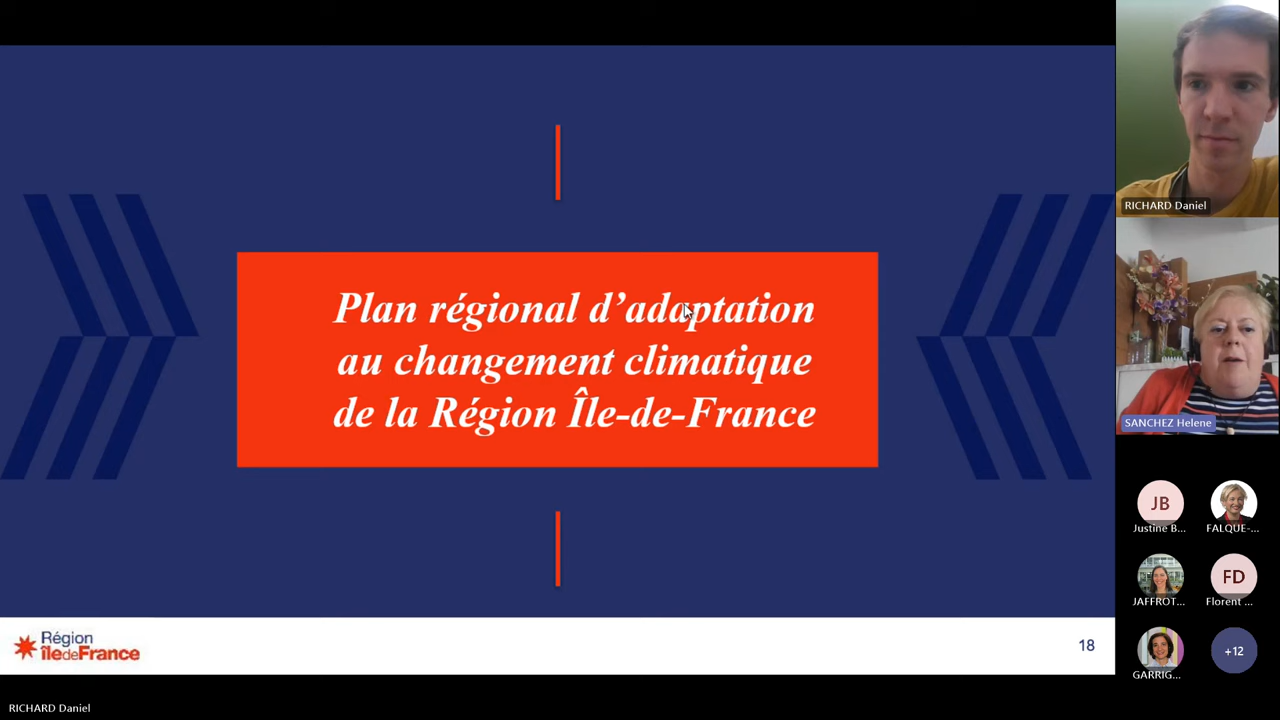 Plan régional d’adaptation
au changement climatique
de la Région Île-de-France
Région
îledeFrance
18
RICHARD Daniel
SANCHEZ Helene
JB
Justine B...
FALQUE-...
JAFFROT...
FD
Florent ...
GARRIG...
+12
RICHARD Daniel